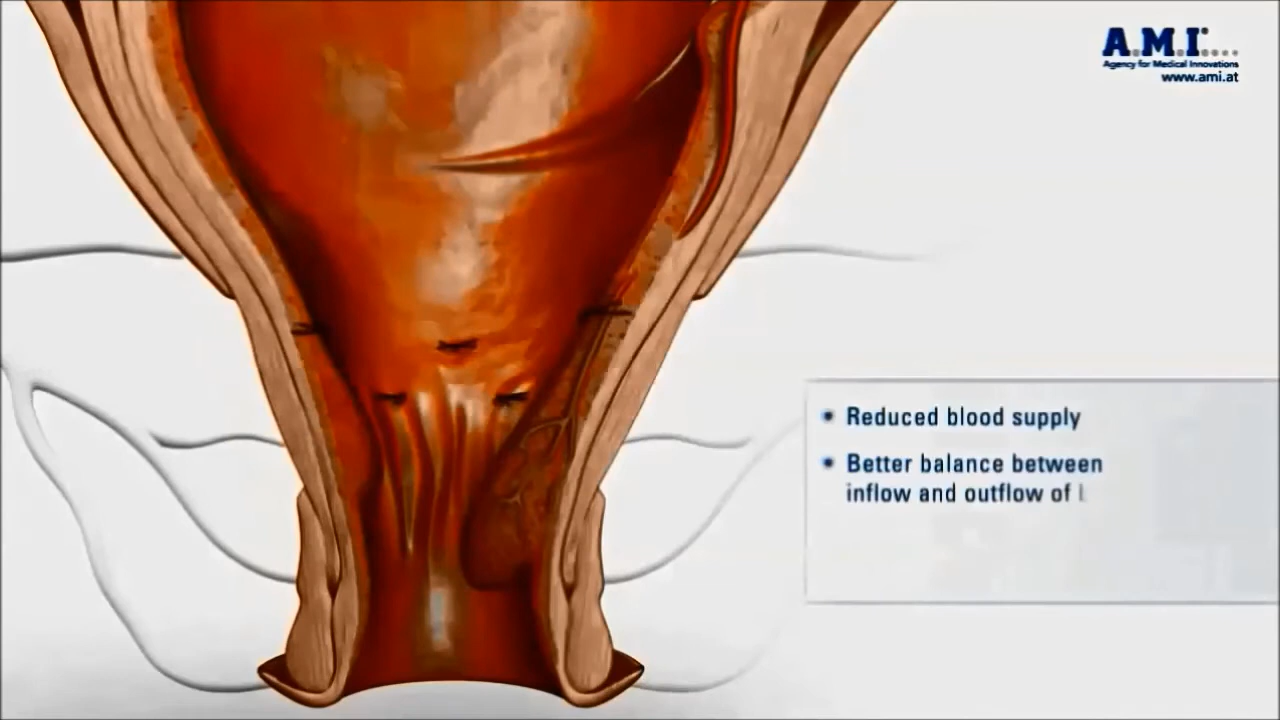 A.M.I.
Agency for Medical Innovations
www.ami.at
Reduced blood supply
Better balance between
inflow and outflow of